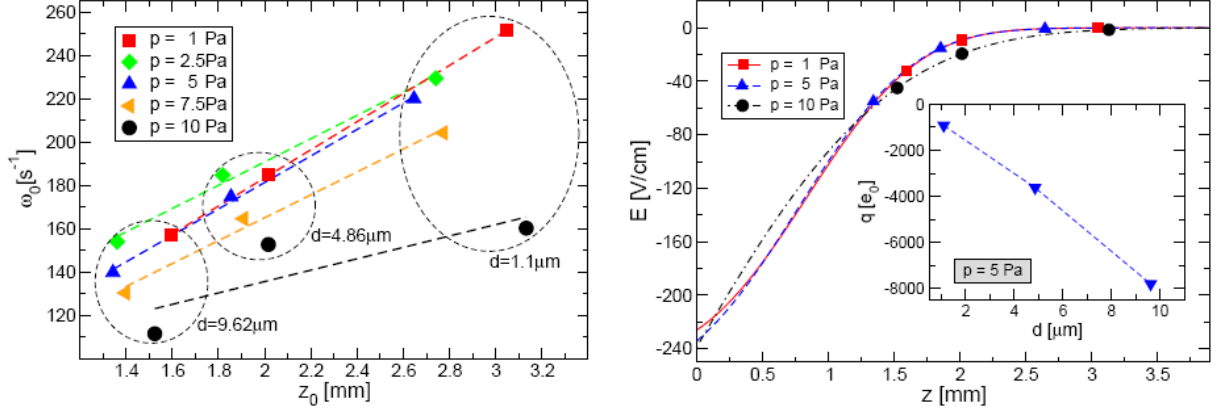 260
240
220
200
180
160
140
120
ω₀[s⁻¹]
p = 1 Pa
p = 2.5Pa
p = 5 Pa
p = 7.5Pa
p = 10 Pa
d=4.86μm
d=1.1μm
d=9.62μm
1.4 1.6 1.8 2 2.2 2.4 2.6 2.8 3 3.2
z₀ [mm]
0
-40
-80
-120
-160
-200
-240
E [V/cm]
p = 1 Pa
p = 5 Pa
p = 10 Pa
0
-2000
-4000
-6000
-8000
q [e₀]
p = 5 Pa
2 4 6 8 10
d [μm]
0 0.5 1 1.5 2 2.5 3 3.5
z [mm]